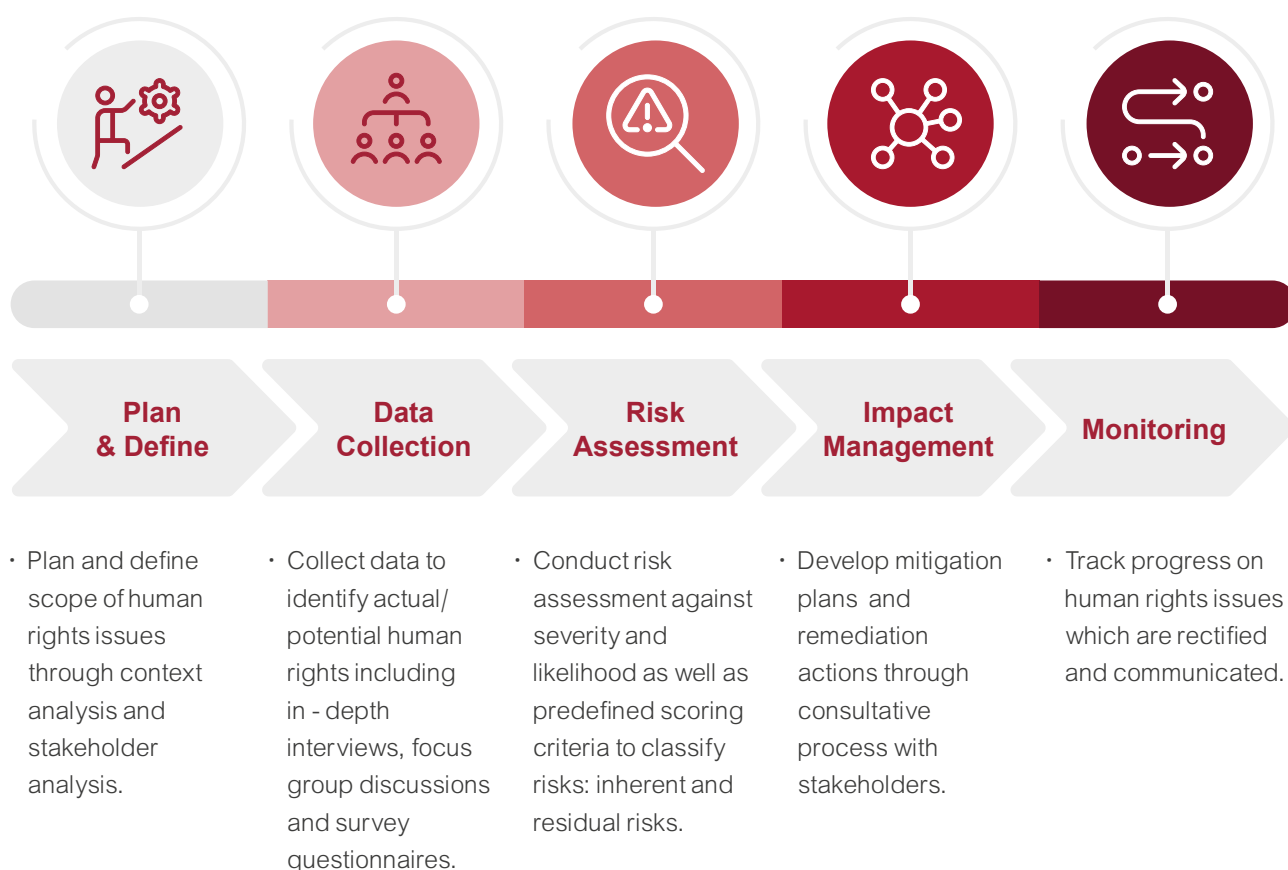 Plan
& Define
Data
Collection
Risk
Assessment
Impact
Management
Monitoring
· Plan and define
scope of human
rights issues
through context
analysis and
stakeholder
analysis.
· Collect data to
identify actual/
potential human
rights including
in - depth
interviews, focus
group discussions
and survey
questionnaires.
· Conduct risk
assessment against
severity and
likelihood as well as
predefined scoring
criteria to classify
risks: inherent and
residual risks.
· Develop mitigation
plans and
remediation
actions through
consultative
process with
stakeholders.
· Track progress on
human rights issues
which are rectified
and communicated.